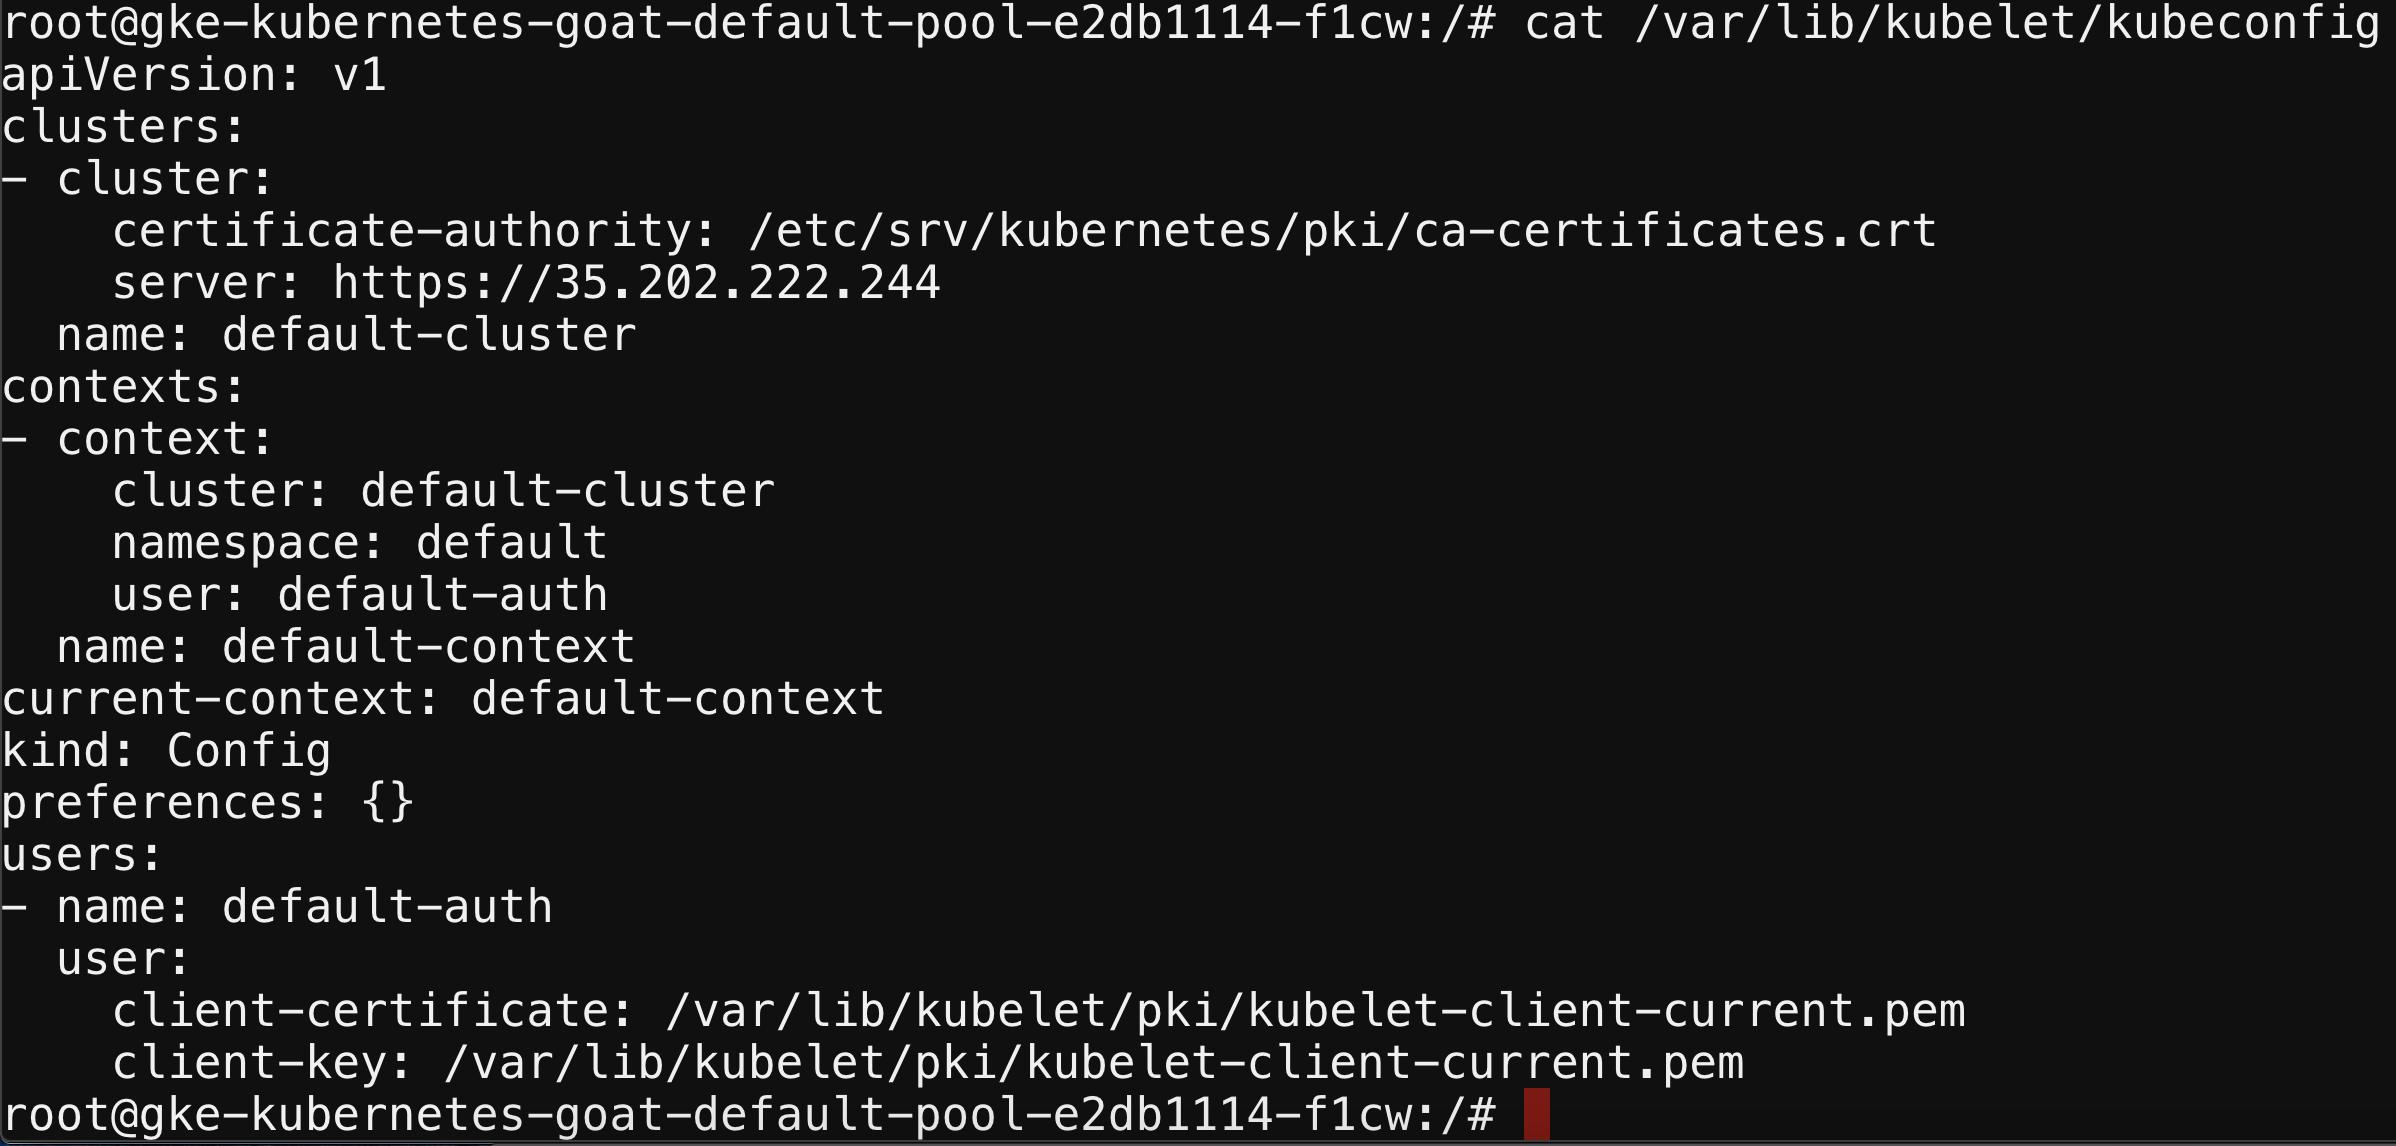 root@gke-kubernetes-goat-default-pool-e2db1114-f1cw:/# cat /var/lib/kubelet/kubeconfig
apiVersion: v1
clusters:
- cluster:
    certificate-authority: /etc/srv/kubernetes/pki/ca-certificates.crt
    server: https://35.202.222.244
  name: default-cluster
contexts:
- context:
    cluster: default-cluster
    namespace: default
    user: default-auth
  name: default-context
current-context: default-context
kind: Config
preferences: {}
users:
- name: default-auth
  user:
    client-certificate: /var/lib/kubelet/pki/kubelet-client-current.pem
    client-key: /var/lib/kubelet/pki/kubelet-client-current.pem
root@gke-kubernetes-goat-default-pool-e2db1114-f1cw:/#